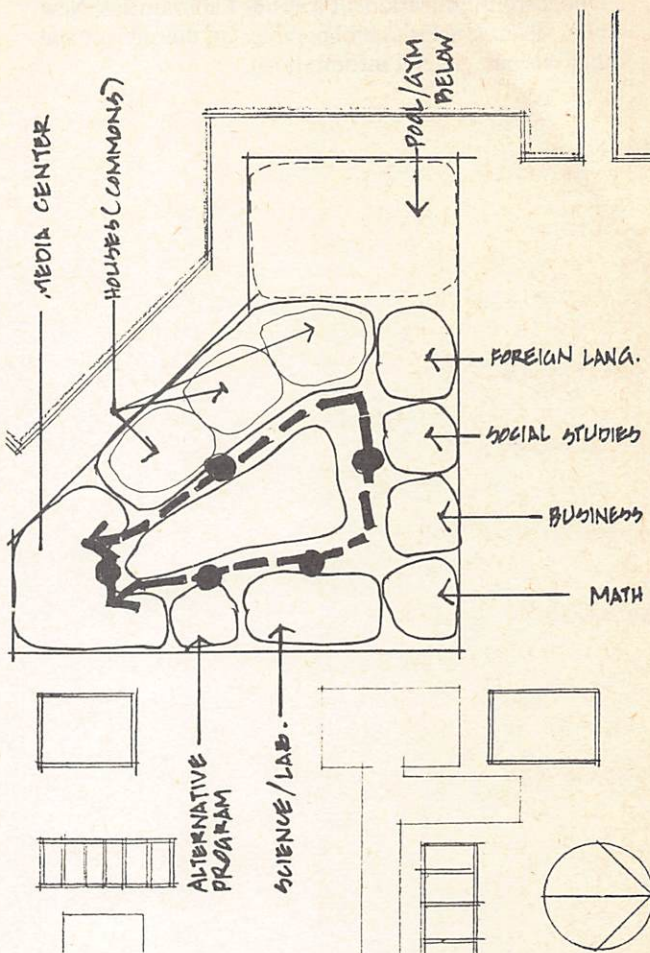 MEDIA CENTER
HOUSES (COMMONS)
POOL/GYM
BELOW
FOREIGN LANG.
SOCIAL STUDIES
BUSINESS
MATH
ALTERNATIVE
PROGRAM
SCIENCE/LAB.